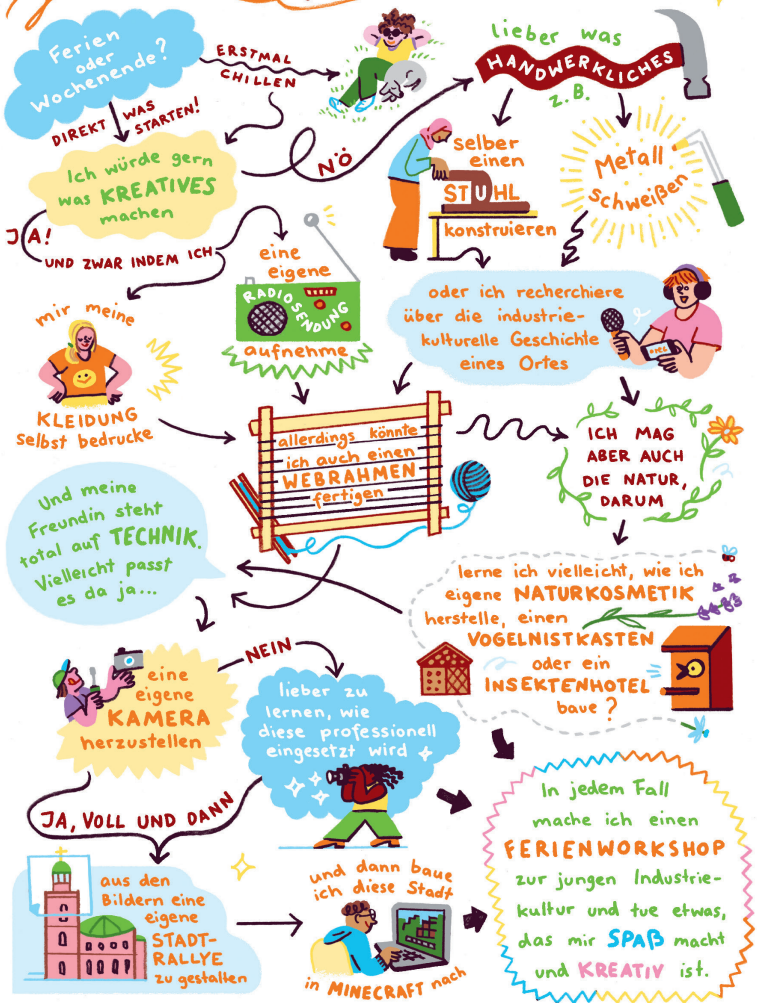 Ferien
oder
Wochenende?
ERSTMAL
CHILLEN
DIREKT WAS
STARTEN!
lieber was
HANDWERKLICHES
z.B.
Ich würde gern
was KREATIVES
machen
NÖ
selber
einen
STUHL
konstruieren
Metall
schweißen
JA!
UND ZWAR INDEM ICH
eine
eigene
RADIOSENDUNG
aufnehme
mir meine
KLEIDUNG
selbst bedrucke
oder ich recherchiere
über die industrie-
kulturelle Geschichte
eines Ortes
allerdings könnte
ich auch einen
WEBRAHMEN
fertigen
ICH MAG
ABER AUCH
DIE NATUR,
DARUM
Und meine
Freundin steht
total auf TECHNIK.
Vielleicht passt
es da ja...
lerne ich vielleicht, wie ich
eigene NATURKOSMETIK
herstelle, einen
VOGELNISTKASTEN
oder ein
INSEKTENHOTEL
baue?
eine
eigene
KAMERA
herzustellen
NEIN
lieber zu
lernen, wie
diese professionell
eingesetzt wird
JA, VOLL UND DANN
aus den
Bildern eine
eigene
STADT-
RALLYE
zu gestalten
und dann baue
ich diese Stadt
in MINECRAFT nach
In jedem Fall
mache ich einen
FERIENWORKSHOP
zur jungen Industrie-
kultur und tue etwas,
das mir SPAẞ macht
und KREATIV ist.